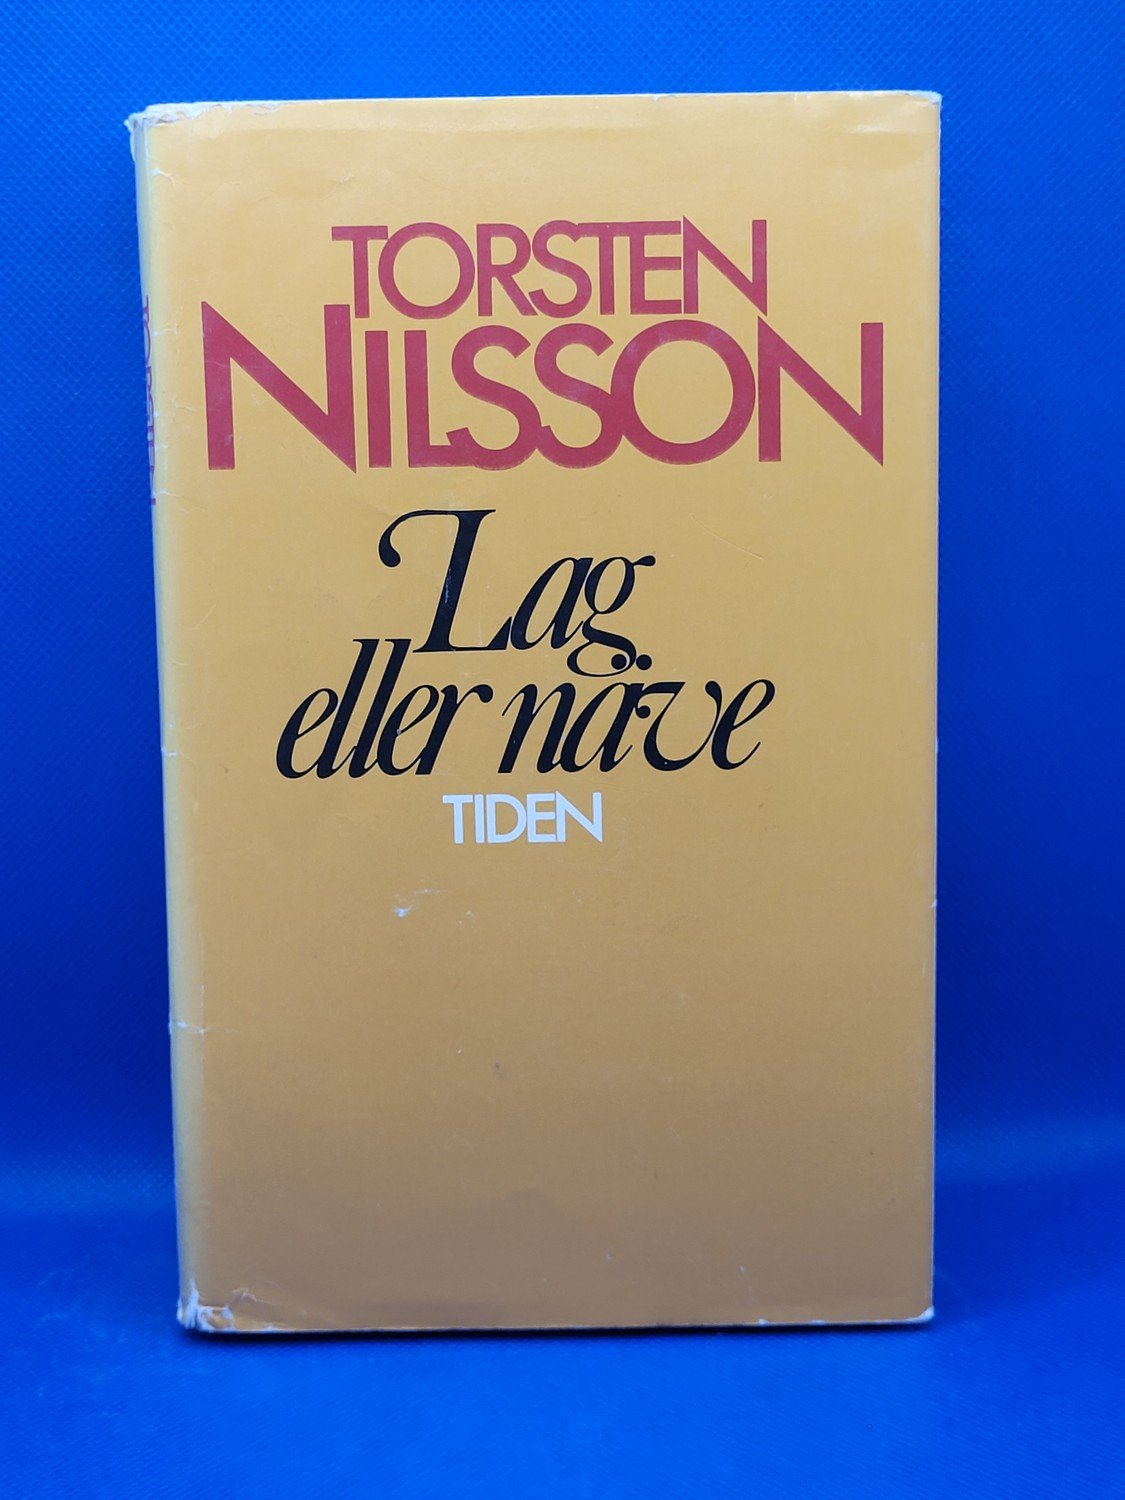 TORSTEN
NILSSON
Lag
eller näve
TIDEN